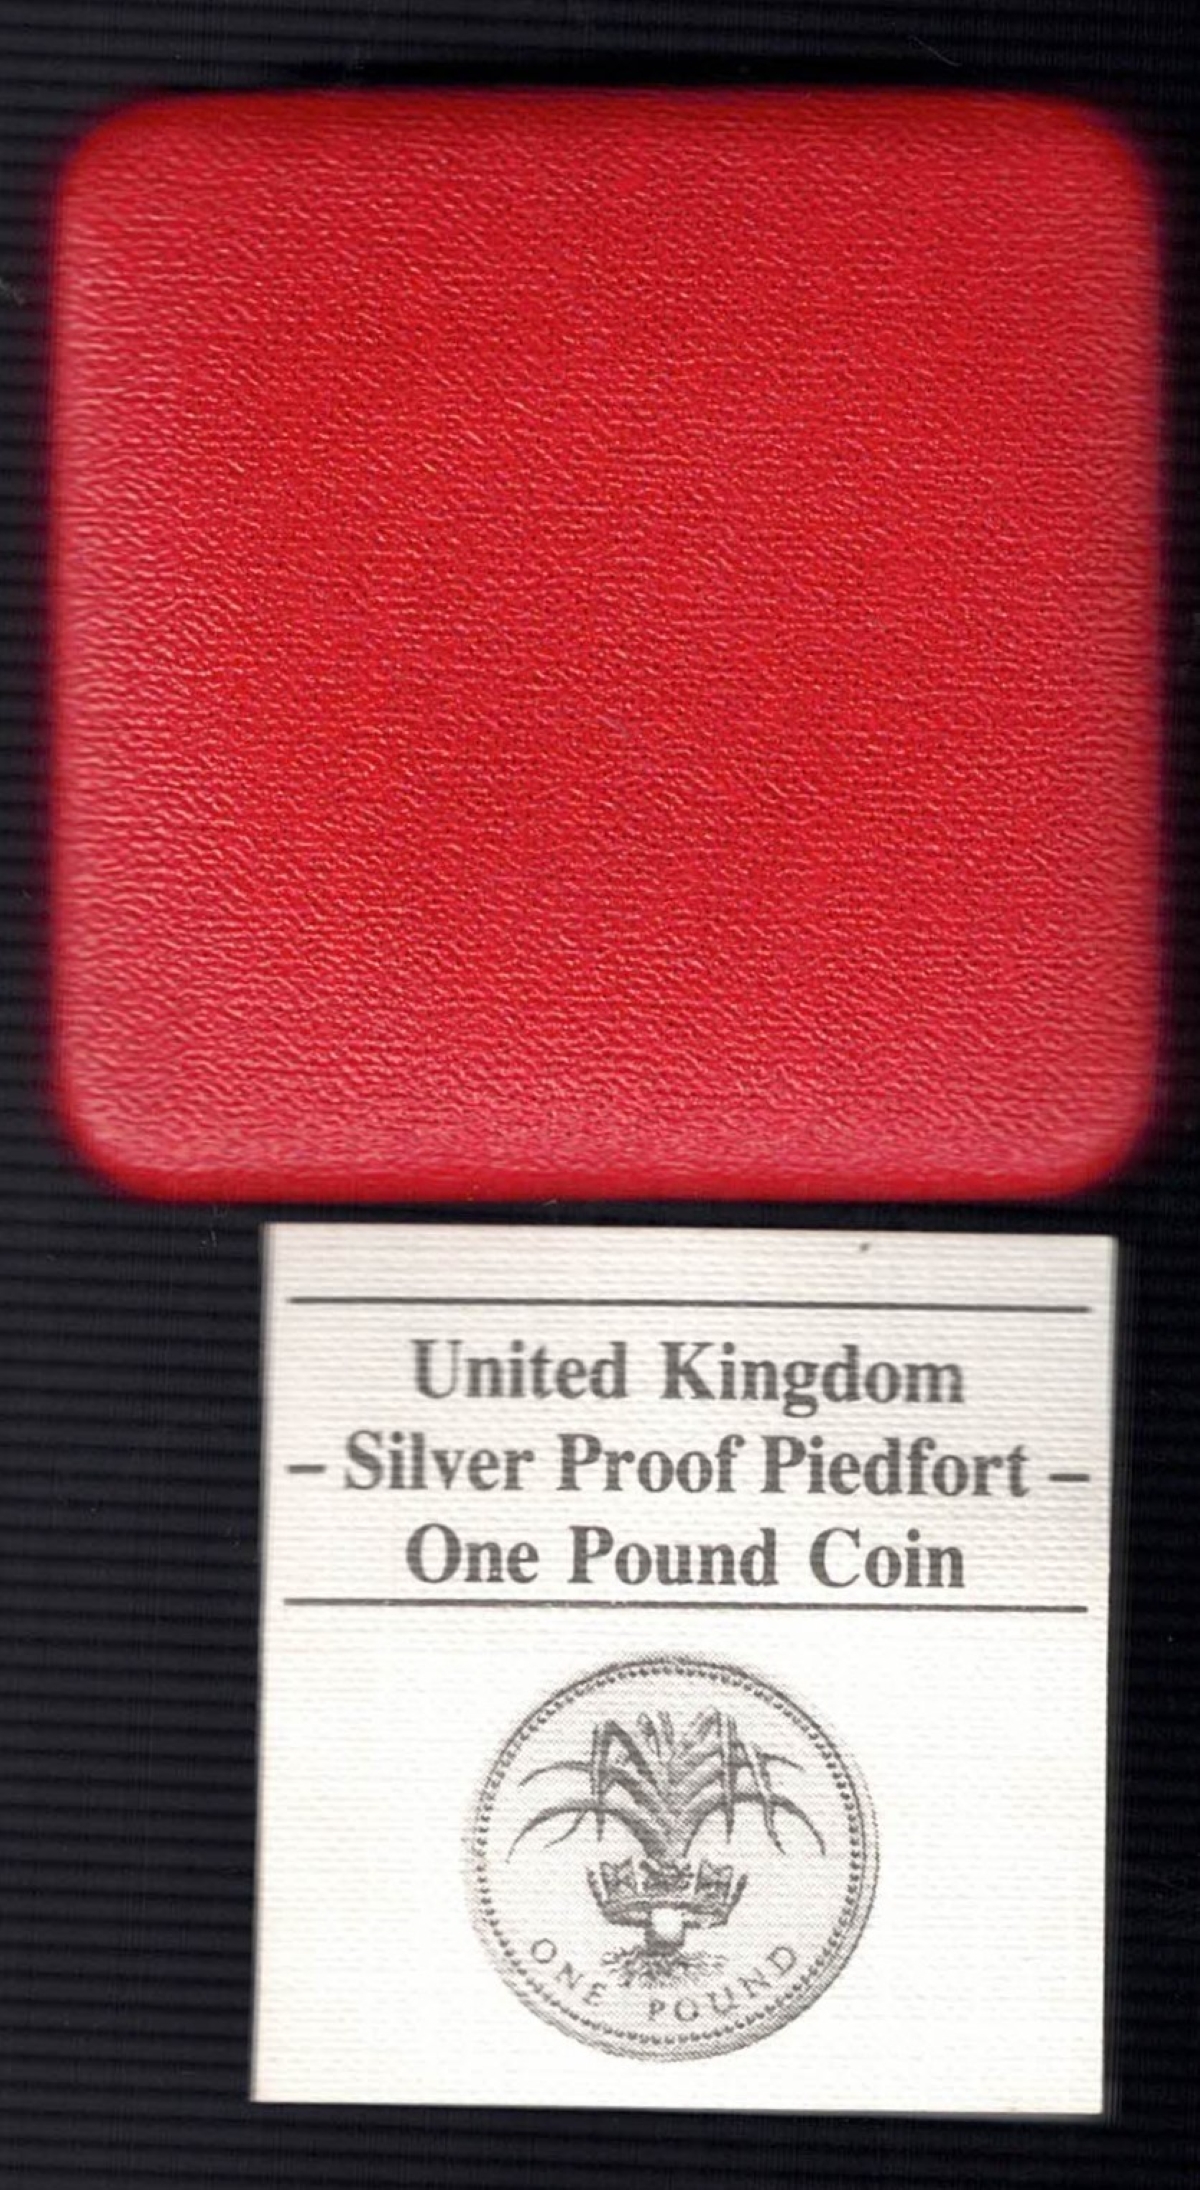 United Kingdom
– Silver Proof Piedfort –
One Pound Coin
ONE POUND